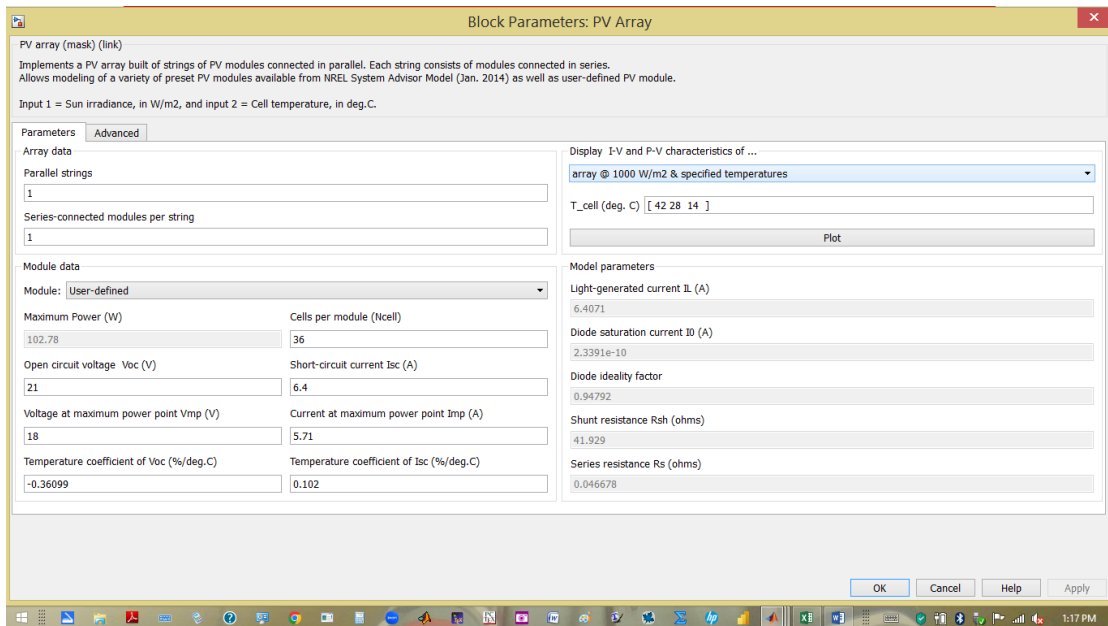 Block Parameters: PV Array
PV array (mask) (link)
Implements a PV array built of strings of PV modules connected in parallel. Each string consists of modules connected in series.
Allows modeling of a variety of preset PV modules available from NREL System Advisor Model (Jan. 2014) as well as user-defined PV module.
Input 1 = Sun irradiance, in W/m2, and input 2 = Cell temperature, in deg.C.
Parameters
Advanced
Array data
Parallel strings
1
Series-connected modules per string
1
Display I-V and P-V characteristics of ...
array @ 1000 W/m2 & specified temperatures
T_cell (deg. C) [ 42 28 14 ]
Plot
Module data
Module: User-defined
Maximum Power (W)
102.78
Cells per module (Ncell)
36
Open circuit voltage Voc (V)
21
Short-circuit current Isc (A)
6.4
Voltage at maximum power point Vmp (V)
18
Current at maximum power point Imp (A)
5.71
Temperature coefficient of Voc (%/deg.C)
-0.36099
Temperature coefficient of Isc (%/deg.C)
0.102
Model parameters
Light-generated current IL (A)
6.4071
Diode saturation current I0 (A)
2.3391e-10
Diode ideality factor
0.94792
Shunt resistance Rsh (ohms)
41.929
Series resistance Rs (ohms)
0.046678
OK
Cancel
Help
Apply
1:17 PM